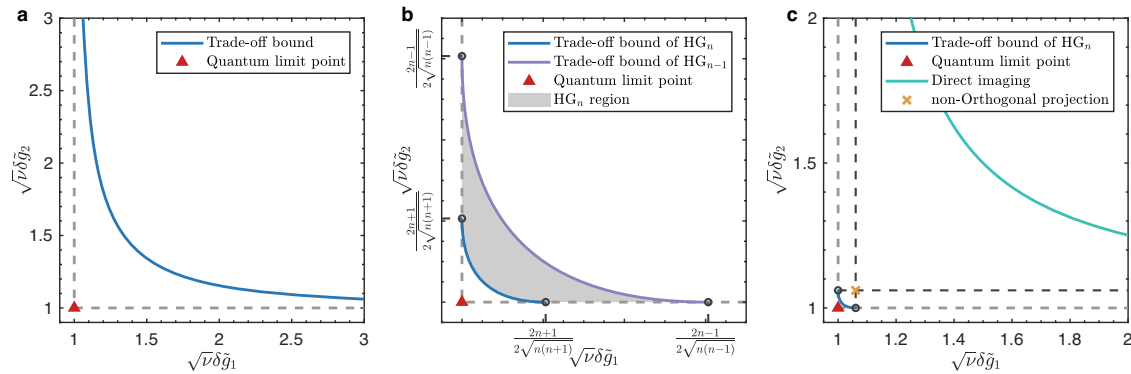 a
3
2.5
2
1.5
1
√ν δg̃₂
1
1.5
2
2.5
3
√ν δg̃₁
Trade-off bound
Quantum limit point
b
(2n−1)/(2√(n(n−1)))
(2n+1)/(2√(n(n+1)))
√ν δg̃₂
(2n+1)/(2√(n(n+1)))
(2n−1)/(2√(n(n−1)))
√ν δg̃₁
Trade-off bound of HGₙ
Trade-off bound of HGₙ₋₁
Quantum limit point
HGₙ region
c
2
1.5
1
√ν δg̃₂
1
1.2
1.4
1.6
1.8
2
√ν δg̃₁
Trade-off bound of HGₙ
Quantum limit point
Direct imaging
non-Orthogonal projection